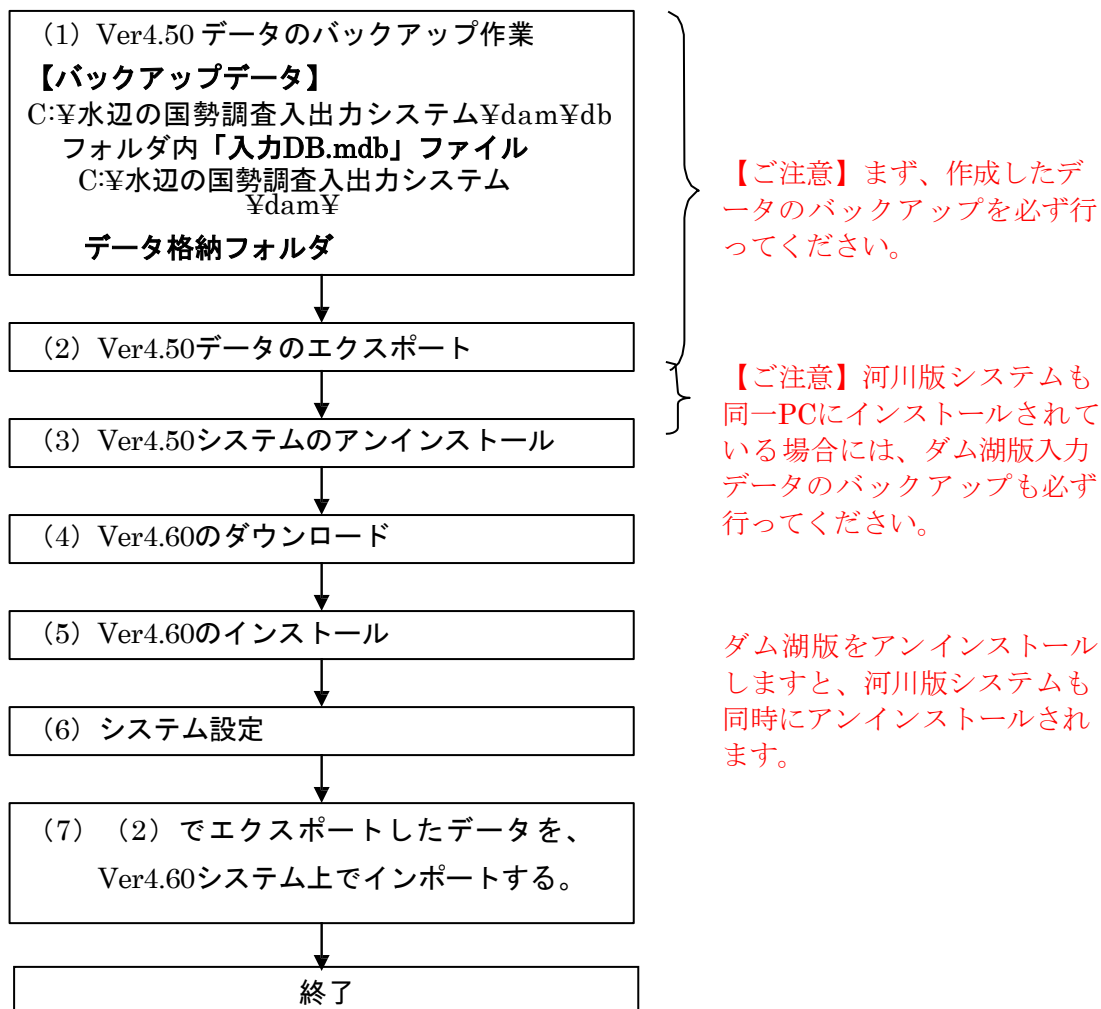 （1）Ver4.50 データのバックアップ作業
【バックアップデータ】
C:¥水辺の国勢調査入出力システム¥dam¥db
フォルダ内「入力DB.mdb」ファイル
C:¥水辺の国勢調査入出力システム
¥dam¥
データ格納フォルダ
（2）Ver4.50データのエクスポート
（3）Ver4.50システムのアンインストール
（4）Ver4.60のダウンロード
（5）Ver4.60のインストール
（6）システム設定
（7）（2）でエクスポートしたデータを、
Ver4.60システム上でインポートする。
終了
【ご注意】まず、作成したデ
ータのバックアップを必ず行
ってください。
【ご注意】河川版システムも
同一PCにインストールされて
いる場合には、ダム湖版入力
データのバックアップも必ず
行ってください。
ダム湖版をアンインストール
しますと、河川版システムも
同時にアンインストールされ
ます。